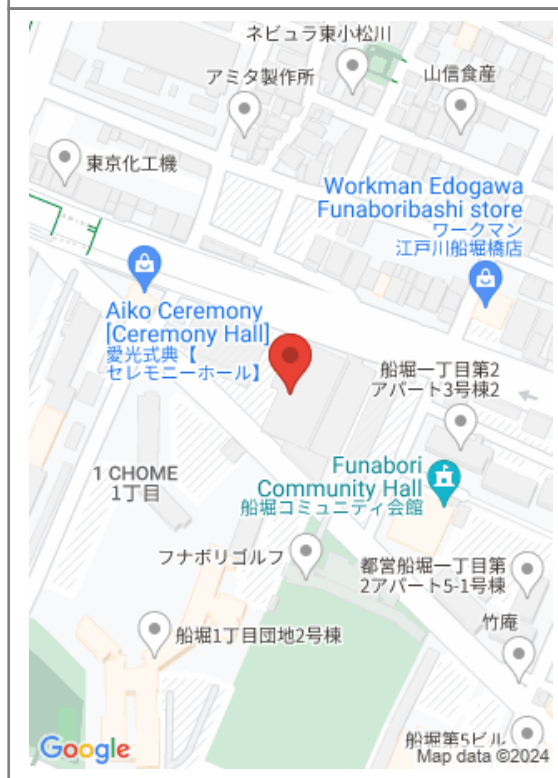 ネビュラ東小松川
アミタ製作所
山信食産
東京化工機
Workman Edogawa
Funaboribashi store
ワークマン
江戸川船堀橋店
Aiko Ceremony
[Ceremony Hall]
愛光式典【
セレモニーホール】
船堀一丁目第2
アパート3号棟2
1 CHOME
1丁目
Funabori
Community Hall
船堀コミュニティ会館
フナボリゴルフ
都営船堀一丁目第
2アパート5-1号棟
船堀1丁目団地2号棟
竹庵
船堀第5ビル
Google
Map data ©2024